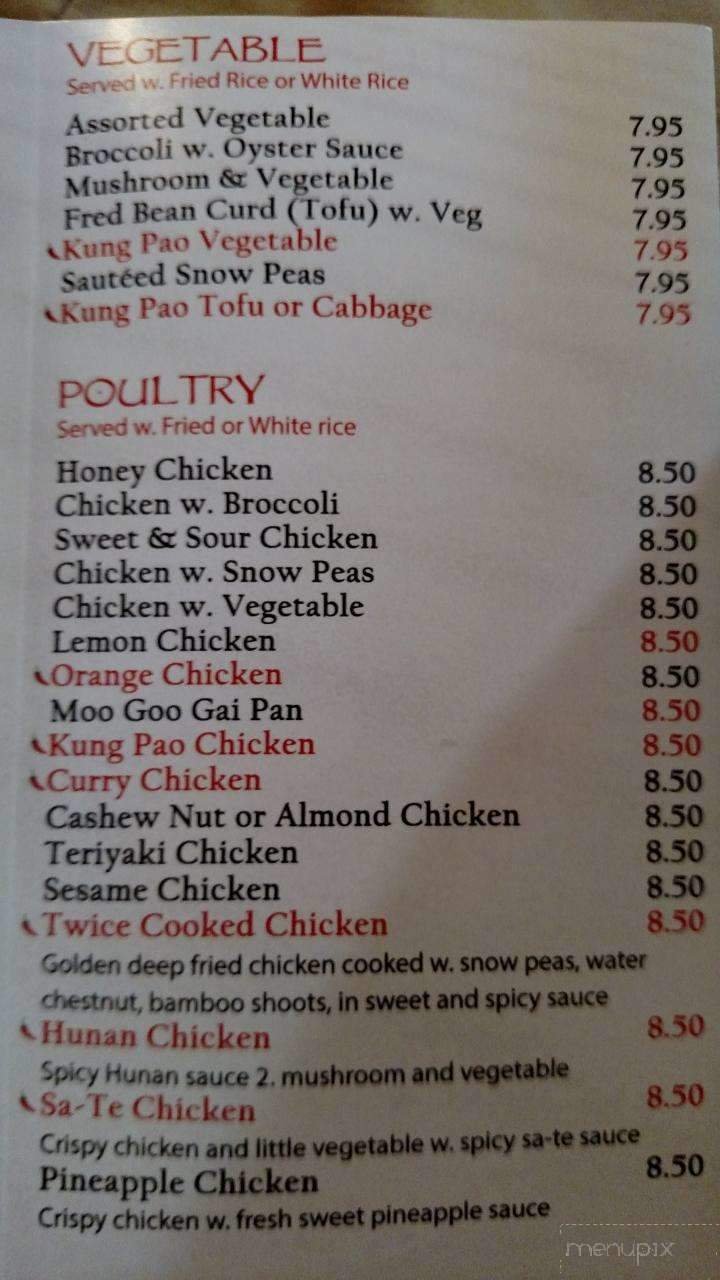 VEGETABLE
Served w. Fried Rice or White Rice
Assorted Vegetable 7.95
Broccoli w. Oyster Sauce 7.95
Mushroom & Vegetable 7.95
Fred Bean Curd (Tofu) w. Veg 7.95
Kung Pao Vegetable 7.95
Sautéed Snow Peas 7.95
Kung Pao Tofu or Cabbage 7.95
POULTRY
Served w. Fried or White rice
Honey Chicken 8.50
Chicken w. Broccoli 8.50
Sweet & Sour Chicken 8.50
Chicken w. Snow Peas 8.50
Chicken w. Vegetable 8.50
Lemon Chicken 8.50
Orange Chicken 8.50
Moo Goo Gai Pan 8.50
Kung Pao Chicken 8.50
Curry Chicken 8.50
Cashew Nut or Almond Chicken 8.50
Teriyaki Chicken 8.50
Sesame Chicken 8.50
Twice Cooked Chicken 8.50
Golden deep fried chicken cooked w. snow peas, water
chestnut, bamboo shoots, in sweet and spicy sauce
Hunan Chicken 8.50
Spicy Hunan sauce 2. mushroom and vegetable
Sa-Te Chicken 8.50
Crispy chicken and little vegetable w. spicy sa-te sauce
Pineapple Chicken 8.50
Crispy chicken w. fresh sweet pineapple sauce
menupix